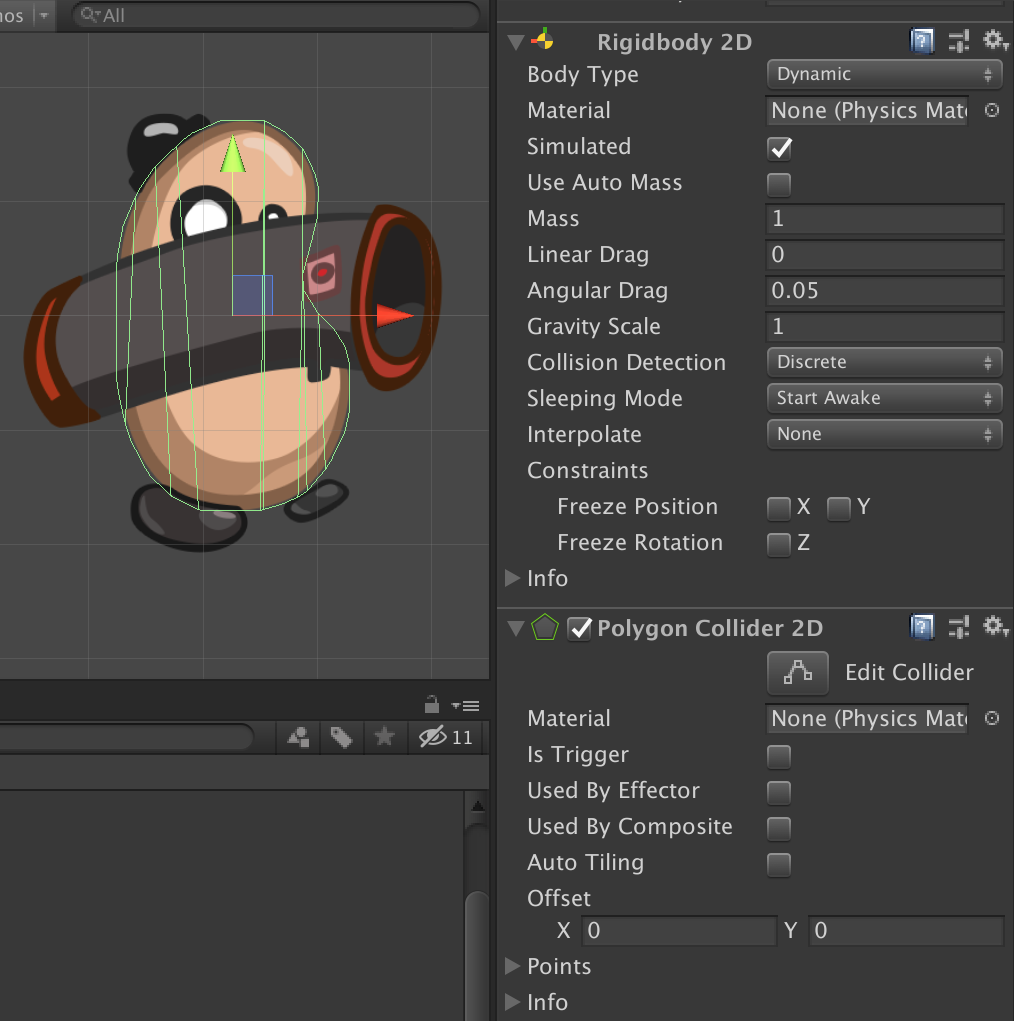 All
Rigidbody 2D
Body Type Dynamic
Material None (Physics Mat
Simulated
Use Auto Mass
Mass 1
Linear Drag 0
Angular Drag 0.05
Gravity Scale 1
Collision Detection Discrete
Sleeping Mode Start Awake
Interpolate None
Constraints
Freeze Position X Y
Freeze Rotation Z
Info
Polygon Collider 2D
Edit Collider
Material None (Physics Mat
Is Trigger
Used By Effector
Used By Composite
Auto Tiling
Offset
X 0 Y 0
Points
Info
11